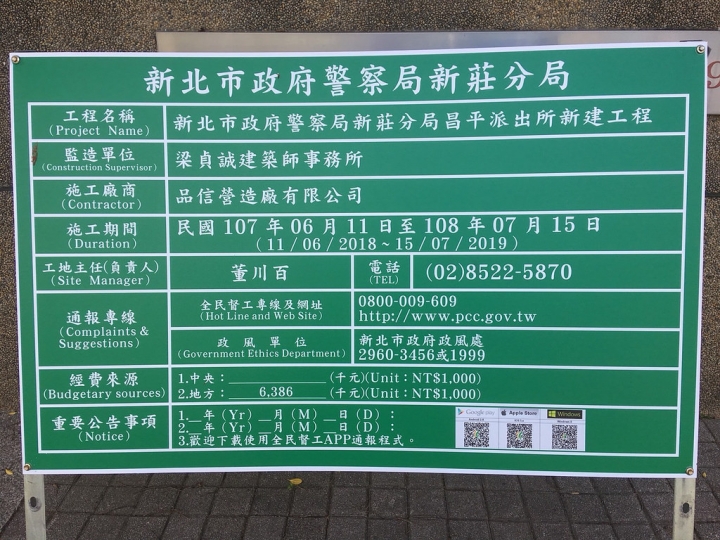 新北市政府警察局新莊分局
工程名稱
(Project Name)
新北市政府警察局新莊分局昌平派出所新建工程
監造單位
(Construction Supervisor)
梁貞誠建築師事務所
施工廠商
(Contractor)
品信營造廠有限公司
施工期間
(Duration)
民國 107 年 06 月 11 日至 108 年 07 月 15 日
( 11 / 06 / 2018 ~ 15 / 07 / 2019 )
工地主任(負責人)
(Site Manager)
董川百
電話
(TEL)
(02)8522-5870
通報專線
(Complaints &
Suggestions)
全民督工專線及網址
(Hot Line and Web Site)
0800-009-609
http://www.pcc.gov.tw
政風單位
(Government Ethics Department)
新北市政府政風處
2960-3456或1999
經費來源
(Budgetary sources)
1.中央：__________(千元)(Unit：NT$1,000)
2.地方：6,386(千元)(Unit：NT$1,000)
重要公告事項
(Notice)
1.__年(Yr)__月(M)__日(D)：
2.__年(Yr)__月(M)__日(D)：
3.歡迎下載使用全民督工APP通報程式。
Google play
Apple Store
Windows